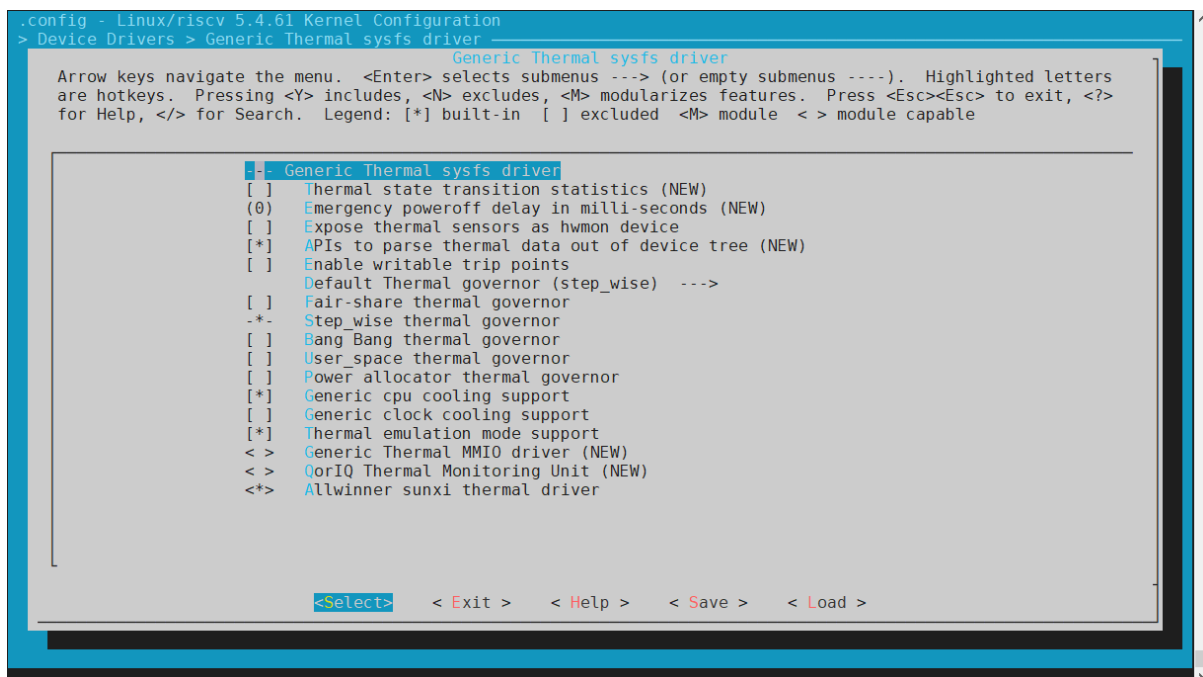 .config - Linux/riscv 5.4.61 Kernel Configuration
> Device Drivers > Generic Thermal sysfs driver
Generic Thermal sysfs driver
Arrow keys navigate the menu.  <Enter> selects submenus ---> (or empty submenus ----).  Highlighted letters
are hotkeys.  Pressing <Y> includes, <N> excludes, <M> modularizes features.  Press <Esc><Esc> to exit, <?>
for Help, </> for Search.  Legend: [*] built-in  [ ] excluded  <M> module  < > module capable
--- Generic Thermal sysfs driver
[ ]   Thermal state transition statistics (NEW)
(0)   Emergency poweroff delay in milli-seconds (NEW)
[ ]   Expose thermal sensors as hwmon device
[*]   APIs to parse thermal data out of device tree (NEW)
[ ]   Enable writable trip points
Default Thermal governor (step_wise)  --->
[ ]   Fair-share thermal governor
-*-   Step_wise thermal governor
[ ]   Bang Bang thermal governor
[ ]   User_space thermal governor
[ ]   Power allocator thermal governor
[*]   Generic cpu cooling support
[ ]   Generic clock cooling support
[*]   Thermal emulation mode support
< >   Generic Thermal MMIO driver (NEW)
< >   QorIQ Thermal Monitoring Unit (NEW)
<*>   Allwinner sunxi thermal driver
<Select>    < Exit >    < Help >    < Save >    < Load >